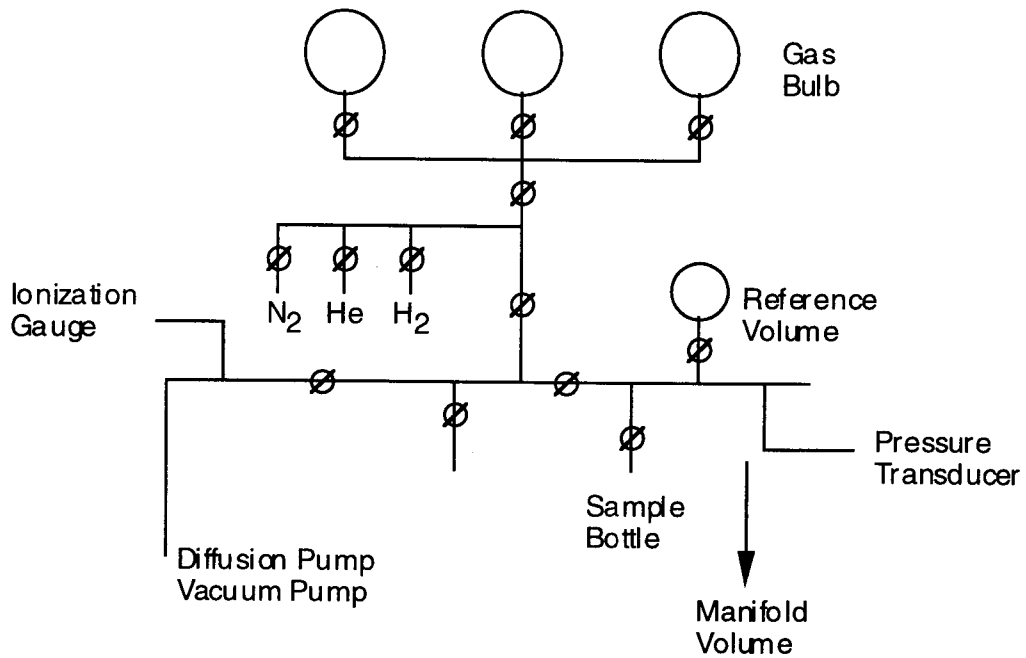 Gas
Bulb
N2 He H2
Ionization
Gauge
Reference
Volume
Pressure
Transducer
Sample
Bottle
Diffusion Pump
Vacuum Pump
Manifold
Volume